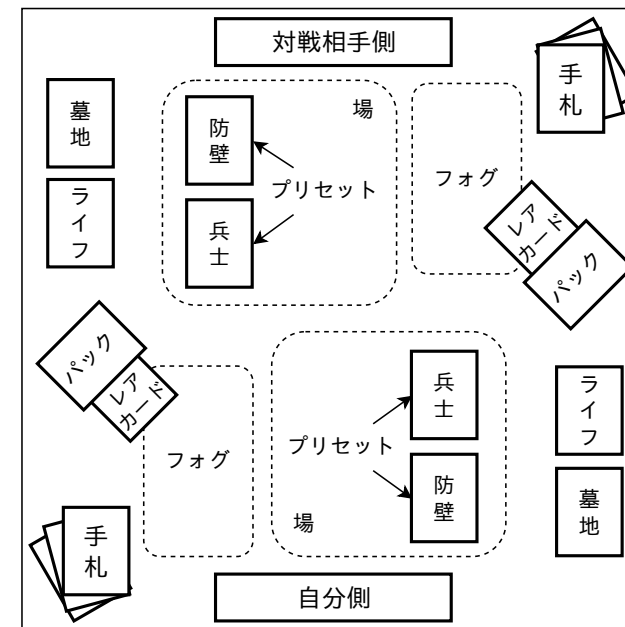 対戦相手側
手札
墓地
防壁
場
プリセット
フォグ
ライフ
兵士
レア
カード
パック
パック
レア
カード
フォグ
兵士
ライフ
プリセット
防壁
墓地
場
手札
自分側